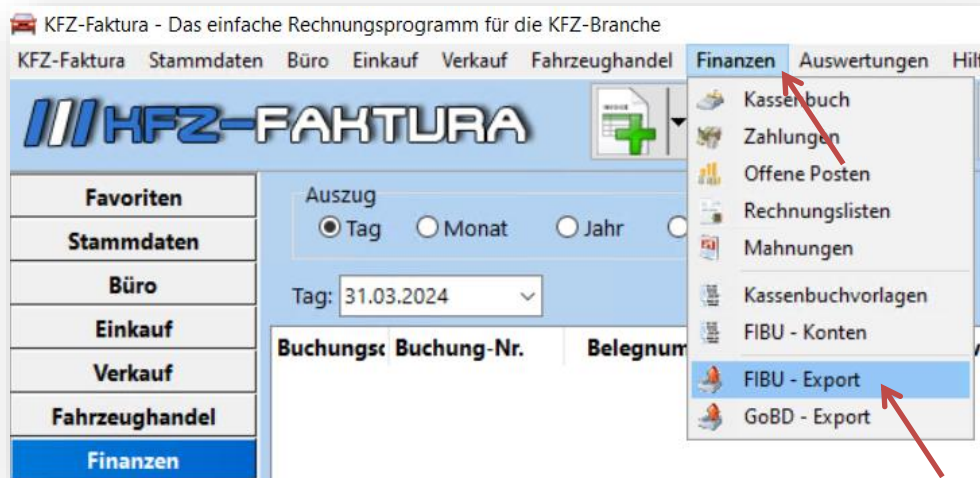 KFZ-Faktura - Das einfache Rechnungsprogramm für die KFZ-Branche
KFZ-Faktura Stammdaten Büro Einkauf Verkauf Fahrzeughandel Finanzen Auswertungen
KFZ-FAKTURA
INVOICE
Kassenbuch
Zahlungen
Offene Posten
Rechnungslisten
Mahnungen
Kassenbuchvorlagen
FIBU - Konten
FIBU - Export
GoBD - Export
Favoriten
Stammdaten
Büro
Einkauf
Verkauf
Fahrzeughandel
Finanzen
Auszug
Tag Monat Jahr
Tag: 31.03.2024
Buchung-Nr.